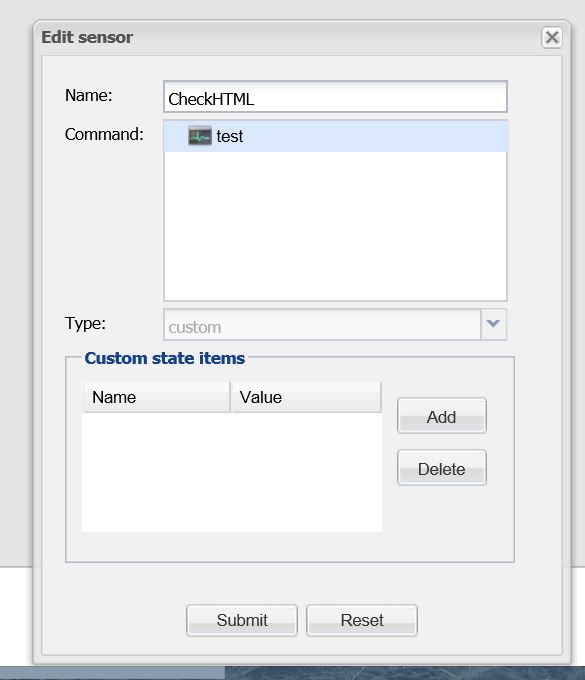 Edit sensor
Name:
CheckHTML
Command:
test
Type:
custom
Custom state items
Name Value
Add
Delete
Submit Reset